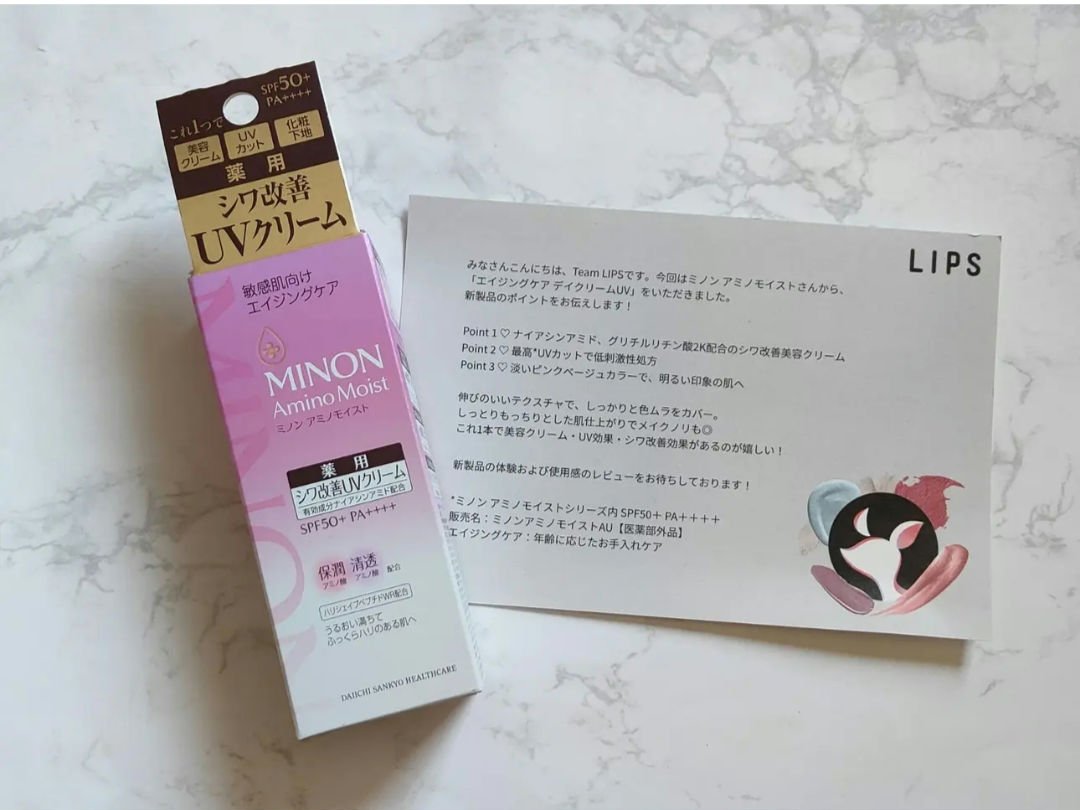 SPF50+
PA++++
これ1つで
美容
クリーム
UV
カット
化粧
下地
薬用
シワ改善
UVクリーム
敏感肌向け
エイジングケア
MINON
Amino Moist
ミノン アミノモイスト
薬用
シワ改善UVクリーム
有効成分ナイアシンアミド配合
SPF50+ PA++++
保潤 清透 配合
アミノ酸 アミノ酸
ハリシェイプペプチドWR配合
うるおい満ちて
ふっくらハリのある肌へ
DAIICHI SANKYO HEALTHCARE
LIPS
みなさんこんにちは、Team LIPSです。今回はミノン アミノモイストさんから、
「エイジングケア デイクリームUV」をいただきました。
新製品のポイントをお伝えします！
Point 1 ♡ ナイアシンアミド、グリチルリチン酸2K配合のシワ改善美容クリーム
Point 2 ♡ 最高*UVカットで低刺激性処方
Point 3 ♡ 淡いピンクベージュカラーで、明るい印象の肌へ
伸びのいいテクスチャで、しっかりと色ムラをカバー。
しっとりもっちりとした肌仕上がりでメイクノリも◎
これ1本で美容クリーム・UV効果・シワ改善効果があるのが嬉しい！
新製品の体験および使用感のレビューをお待ちしております！
*ミノン アミノモイストシリーズ内 SPF50+ PA++++
販売名：ミノンアミノモイストAU【医薬部外品】
エイジングケア：年齢に応じたお手入れケア